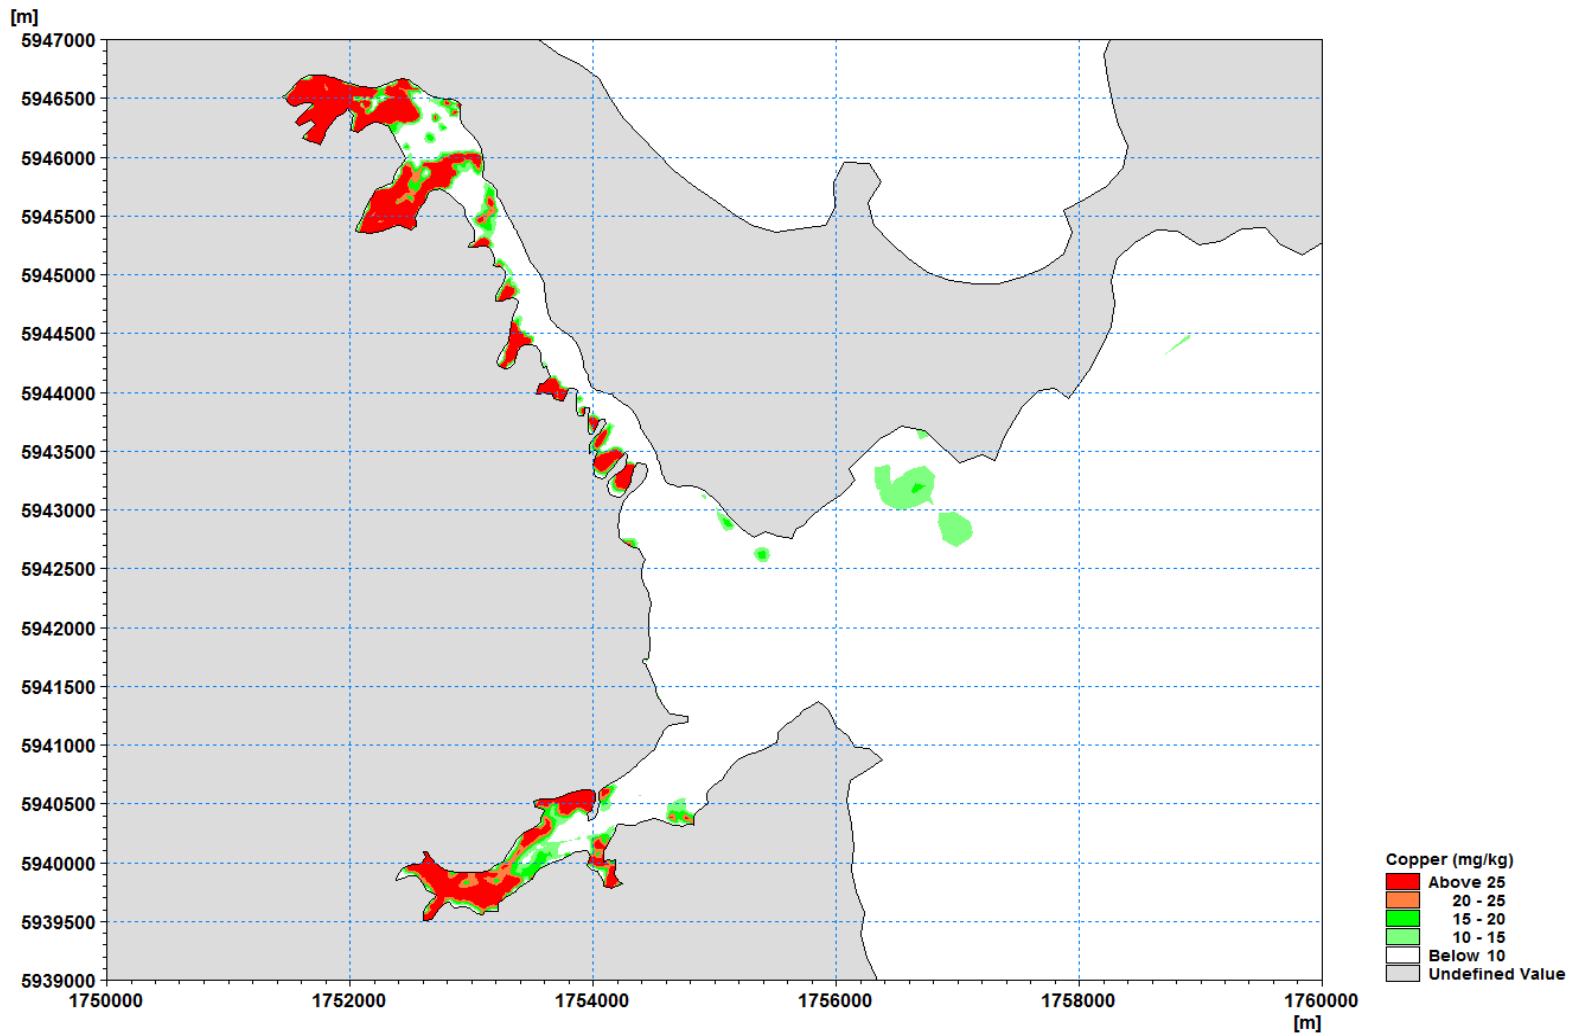 [m]
5947000
5946500
5946000
5945500
5945000
5944500
5944000
5943500
5943000
5942500
5942000
5941500
5941000
5940500
5940000
5939500
5939000
1750000 1752000 1754000 1756000 1758000 1760000
[m]
Copper (mg/kg)
Above 25
20 - 25
15 - 20
10 - 15
Below 10
Undefined Value